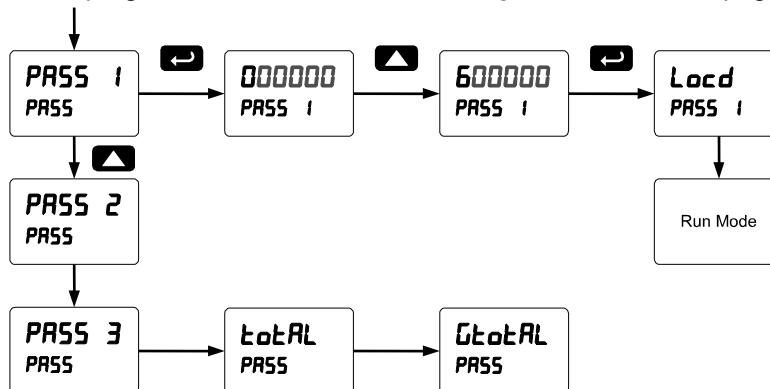 PASS 1
PASS
000000
PASS 1
600000
PASS 1
Locd
PASS 1
PASS 2
PASS
Run Mode
PASS 3
PASS
totAL
PASS
GtotAL
PASS